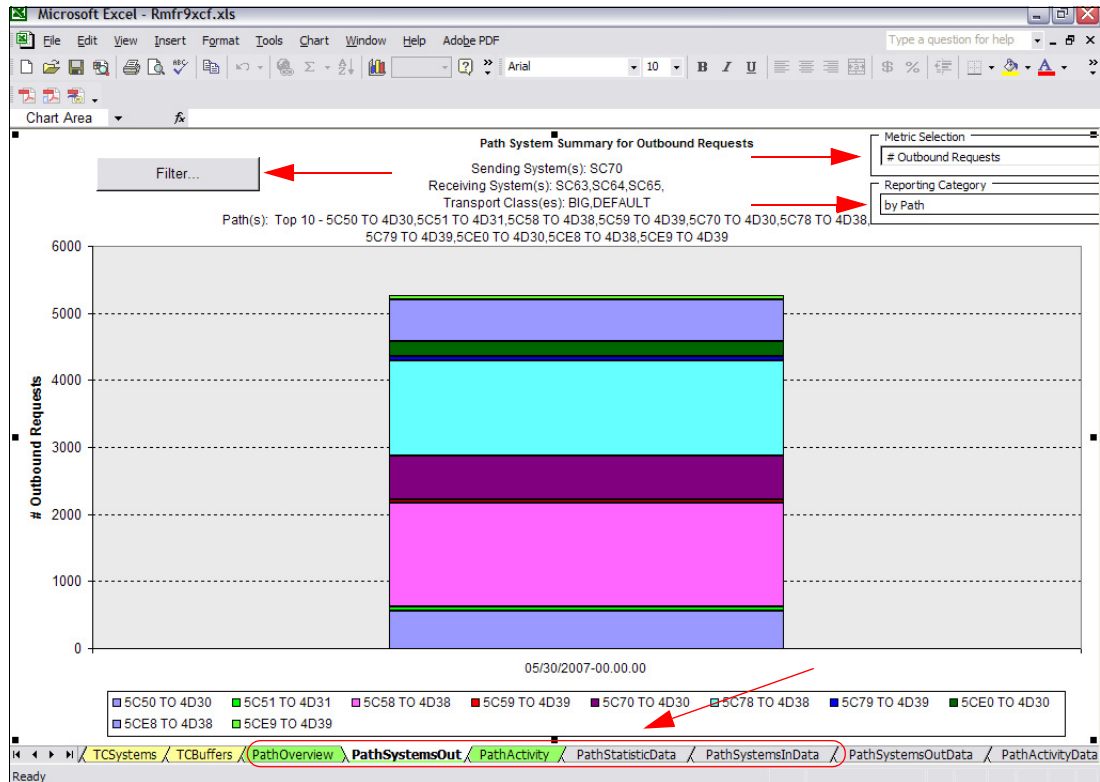 Microsoft Excel - Rmfr9xcf.xls
File Edit View Insert Format Tools Chart Window Help Adobe PDF Type a question for help
Arial 10 B I U $ %
Chart Area fx
Path System Summary for Outbound Requests
Metric Selection
# Outbound Requests
Filter...
Sending System(s): SC70
Receiving System(s): SC63,SC64,SC65,
Reporting Category
by Path
Transport Class(es): BIG,DEFAULT
Path(s): Top 10 - 5C50 TO 4D30,5C51 TO 4D31,5C58 TO 4D38,5C59 TO 4D39,5C70 TO 4D30,5C78 TO 4D38,
5C79 TO 4D39,5CE0 TO 4D30,5CE8 TO 4D38,5CE9 TO 4D39
# Outbound Requests
6000
5000
4000
3000
2000
1000
0
05/30/2007-00.00.00
5C50 TO 4D30 5C51 TO 4D31 5C58 TO 4D38 5C59 TO 4D39 5C70 TO 4D30 5C78 TO 4D38 5C79 TO 4D39 5CE0 TO 4D30
5CE8 TO 4D38 5CE9 TO 4D39
TCSystems TCBuffers PathOverview PathSystemsOut PathActivity PathStatisticData PathSystemsInData PathSystemsOutData PathActivityData
Ready